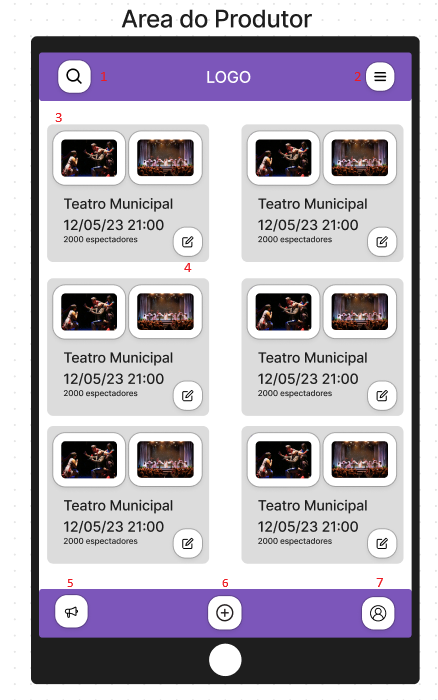 Area do Produtor
1
LOGO
2
3
Teatro Municipal
12/05/23 21:00
2000 espectadores
Teatro Municipal
12/05/23 21:00
2000 espectadores
4
Teatro Municipal
12/05/23 21:00
2000 espectadores
Teatro Municipal
12/05/23 21:00
2000 espectadores
Teatro Municipal
12/05/23 21:00
2000 espectadores
Teatro Municipal
12/05/23 21:00
2000 espectadores
5
6
7